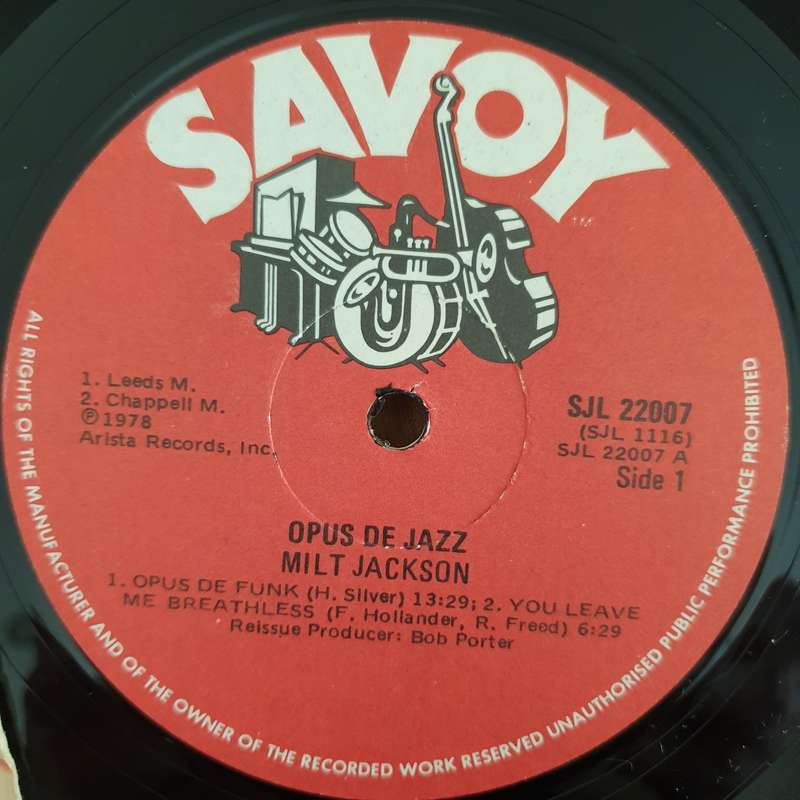 SAVOY
TM
1. Leeds M.
2. Chappell M.
Ⓟ1978
Arista Records, Inc.
SJL 22007
(SJL 1116)
SJL 22007 A
Side 1
OPUS DE JAZZ
MILT JACKSON
1. OPUS DE FUNK (H. Silver) 13:29; 2. YOU LEAVE
ME BREATHLESS (F. Hollander, R. Freed) 6:29
Reissue Producer: Bob Porter
ALL RIGHTS OF THE MANUFACTURER AND OF THE OWNER OF THE RECORDED WORK RESERVED UNAUTHORISED PUBLIC PERFORMANCE PROHIBITED